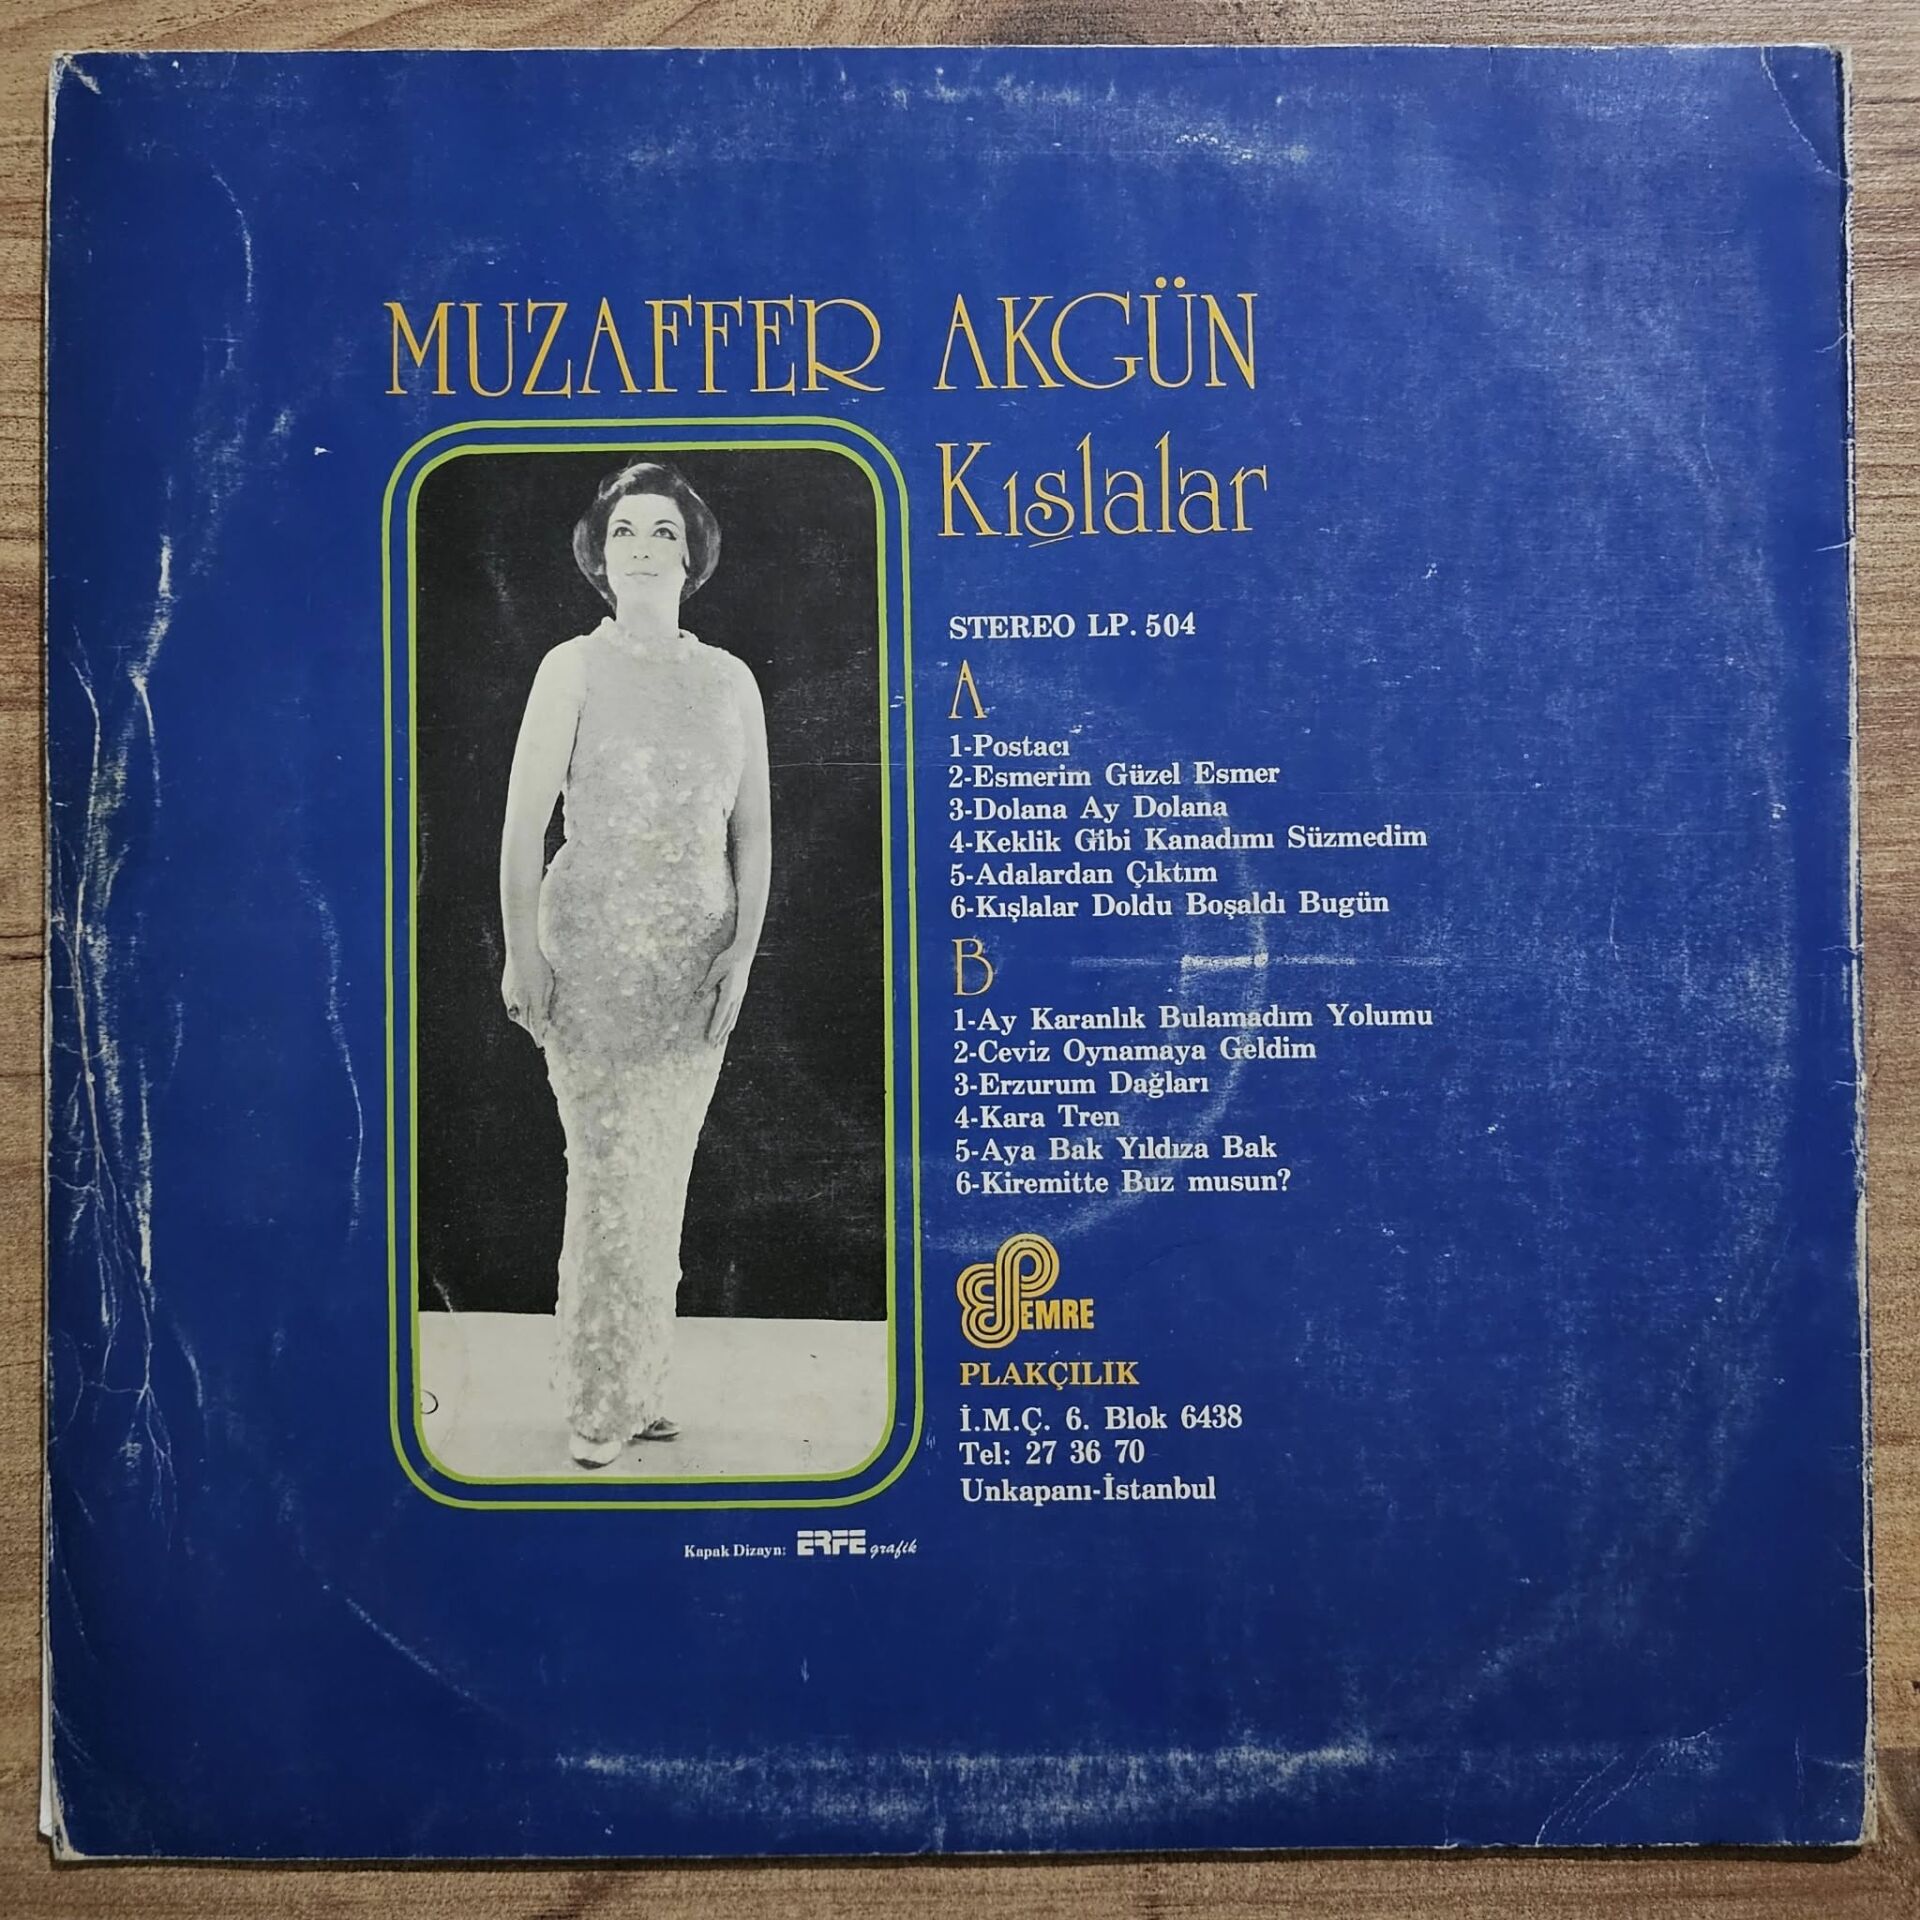 MUZAFFER AKGÜN
Kışlalar
STEREO LP. 504
A
1-Postacı
2-Esmerim Güzel Esmer
3-Dolana Ay Dolana
4-Keklik Gibi Kanadımı Süzmedim
5-Adalardan Çıktım
6-Kışlalar Doldu Boşaldı Bugün
B
1-Ay Karanlık Bulamadım Yolumu
2-Ceviz Oynamaya Geldim
3-Erzurum Dağları
4-Kara Tren
5-Aya Bak Yıldıza Bak
6-Kiremitte Buz musun?
EMRE
PLAKÇILIK
İ.M.Ç. 6. Blok 6438
Tel: 27 36 70
Unkapanı-İstanbul
Kapak Dizayn: ERFE grafik